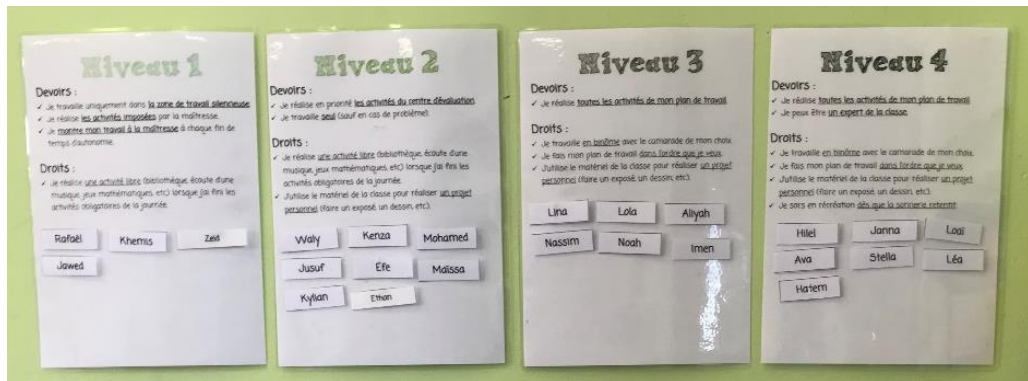 Niveau 1
Devoirs :
✓ Je travaille uniquement dans la zone de travail silencieuse
✓ Je réalise les activités imposées par la maîtresse.
✓ Je montre mon travail à la maîtresse à chaque fin de
temps d'autonomie.
Droits :
✓ Je réalise une activité libre (bibliothèque, écoute d'une
musique, jeux mathématiques, etc) lorsque j'ai fini les
activités obligatoires de la journée.
Rafaël Khemis Zeid
Jawed
Niveau 2
Devoirs :
✓ Je réalise en priorité les activités du centre d'évaluation
✓ Je travaille seul (sauf en cas de problème).
Droits :
✓ Je réalise une activité libre (bibliothèque, écoute d'une
musique, jeux mathématiques, etc) lorsque j'ai fini les
activités obligatoires de la journée.
✓ J'utilise le matériel de la classe pour réaliser un projet
personnel (faire un exposé, un dessin, etc).
Waly Kenza Mohamed
Jusuf Efe Maïssa
Kylian Ethan
Niveau 3
Devoirs :
✓ Je réalise toutes les activités de mon plan de travail
Droits :
✓ Je travaille en binôme avec le camarade de mon choix.
✓ Je fais mon plan de travail dans l'ordre que je veux.
✓ J'utilise le matériel de la classe pour réaliser un projet
personnel (faire un exposé, un dessin, etc).
Lina Lola Aliyah
Nassim Noah Imen
Niveau 4
Devoirs :
✓ Je réalise toutes les activités de mon plan de travail
✓ Je peux être un expert de la classe.
Droits :
✓ Je travaille en binôme avec le camarade de mon choix.
✓ Je fais mon plan de travail dans l'ordre que je veux
✓ J'utilise le matériel de la classe pour réaliser un projet
personnel (faire un exposé, un dessin, etc).
✓ Je sors en récréation dès que la sonnerie retentit
Hilel Janna Loai
Ava Stella Léa
Hatem